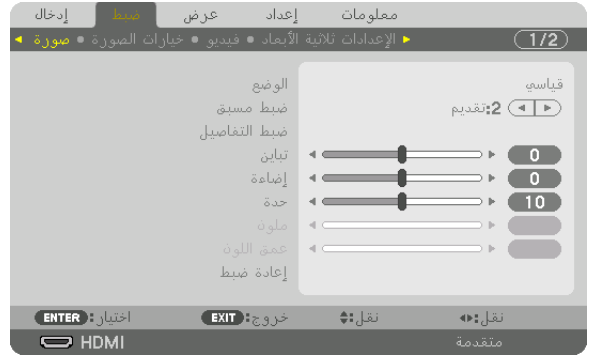 إدخال ضبط عرض إعداد معلومات
صورة • خيارات الصورة • فيديو • الإعدادات ثلاثية الأبعاد 1/2
الوضع قياسي
ضبط مسبق 2:تقديم
ضبط التفاصيل
تباين 0
إضاءة 0
حدة 10
ملون
عمق اللون
إعادة ضبط
ENTER:اختيار EXIT:خروج نقل: نقل:
HDMI متقدمة